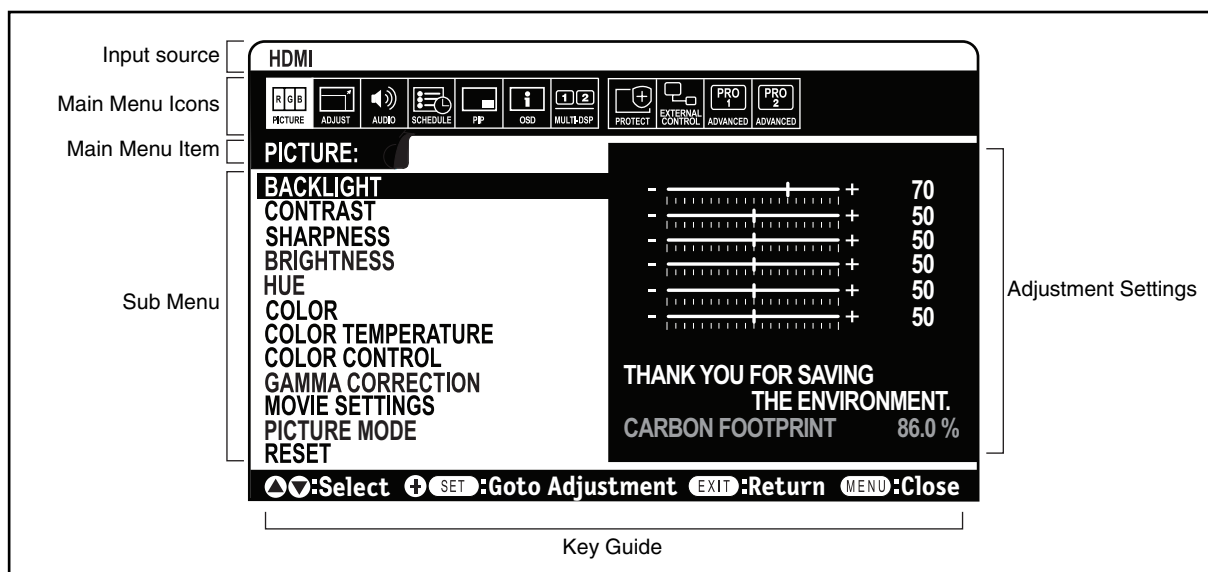 Input source
HDMI
Main Menu Icons
R G B
PICTURE
ADJUST
AUDIO
SCHEDULE
PIP
OSD
1 2
MULTI-DSP
PROTECT
EXTERNAL
CONTROL
PRO
1
ADVANCED
PRO
2
ADVANCED
Main Menu Item
PICTURE:
Sub Menu
BACKLIGHT
CONTRAST
SHARPNESS
BRIGHTNESS
HUE
COLOR
COLOR TEMPERATURE
COLOR CONTROL
GAMMA CORRECTION
MOVIE SETTINGS
PICTURE MODE
RESET
- + 70
- + 50
- + 50
- + 50
- + 50
- + 50
THANK YOU FOR SAVING
THE ENVIRONMENT.
CARBON FOOTPRINT 86.0 %
Adjustment Settings
:Select + SET :Goto Adjustment EXIT :Return MENU :Close
Key Guide